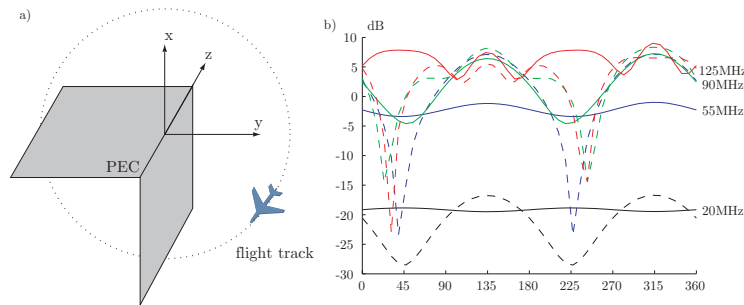 a)
x
z
y
PEC
flight track
b)
dB
10
5
0
-5
-10
-15
-20
-25
-30
125MHz
90MHz
55MHz
20MHz
0 45 90 135 180 225 270 315 360